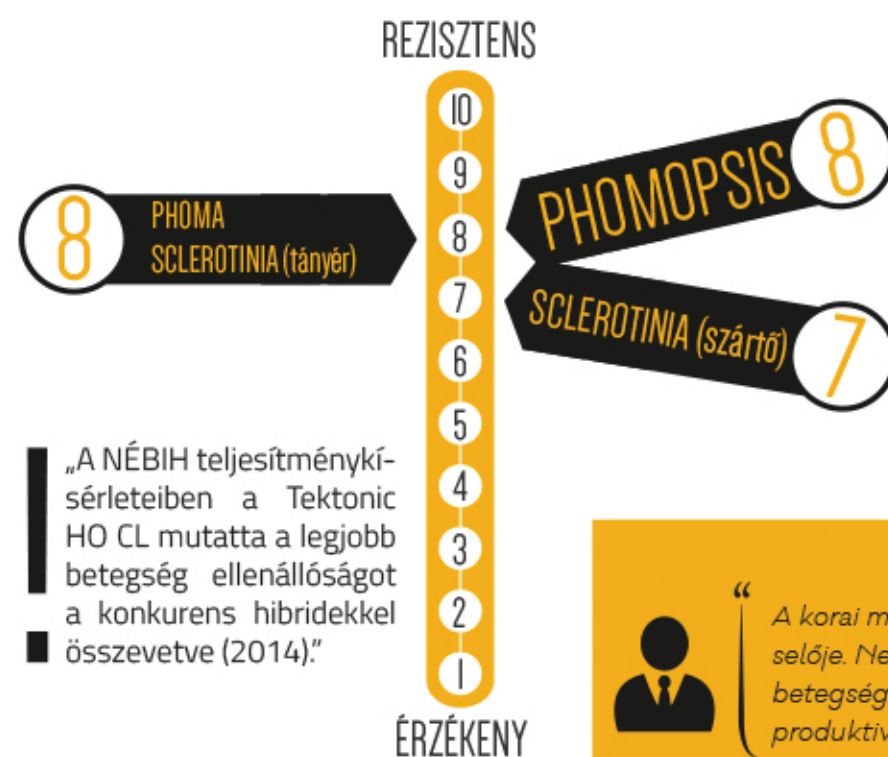 REZISZTENS
10
9
8
7
6
5
4
3
2
1
ÉRZÉKENY
8
PHOMA
SCLEROTINIA (tányér)
PHOMOPSIS
8
SCLEROTINIA (szártő)
7
„A NÉBIH teljesítménykí-
sérleteiben a Tektonic
HO CL mutatta a legjobb
betegség ellenállóságot
a konkurens hibridekkel
összevetve (2014).”
“
A korai m
selője. Ne
betegség
produktiv